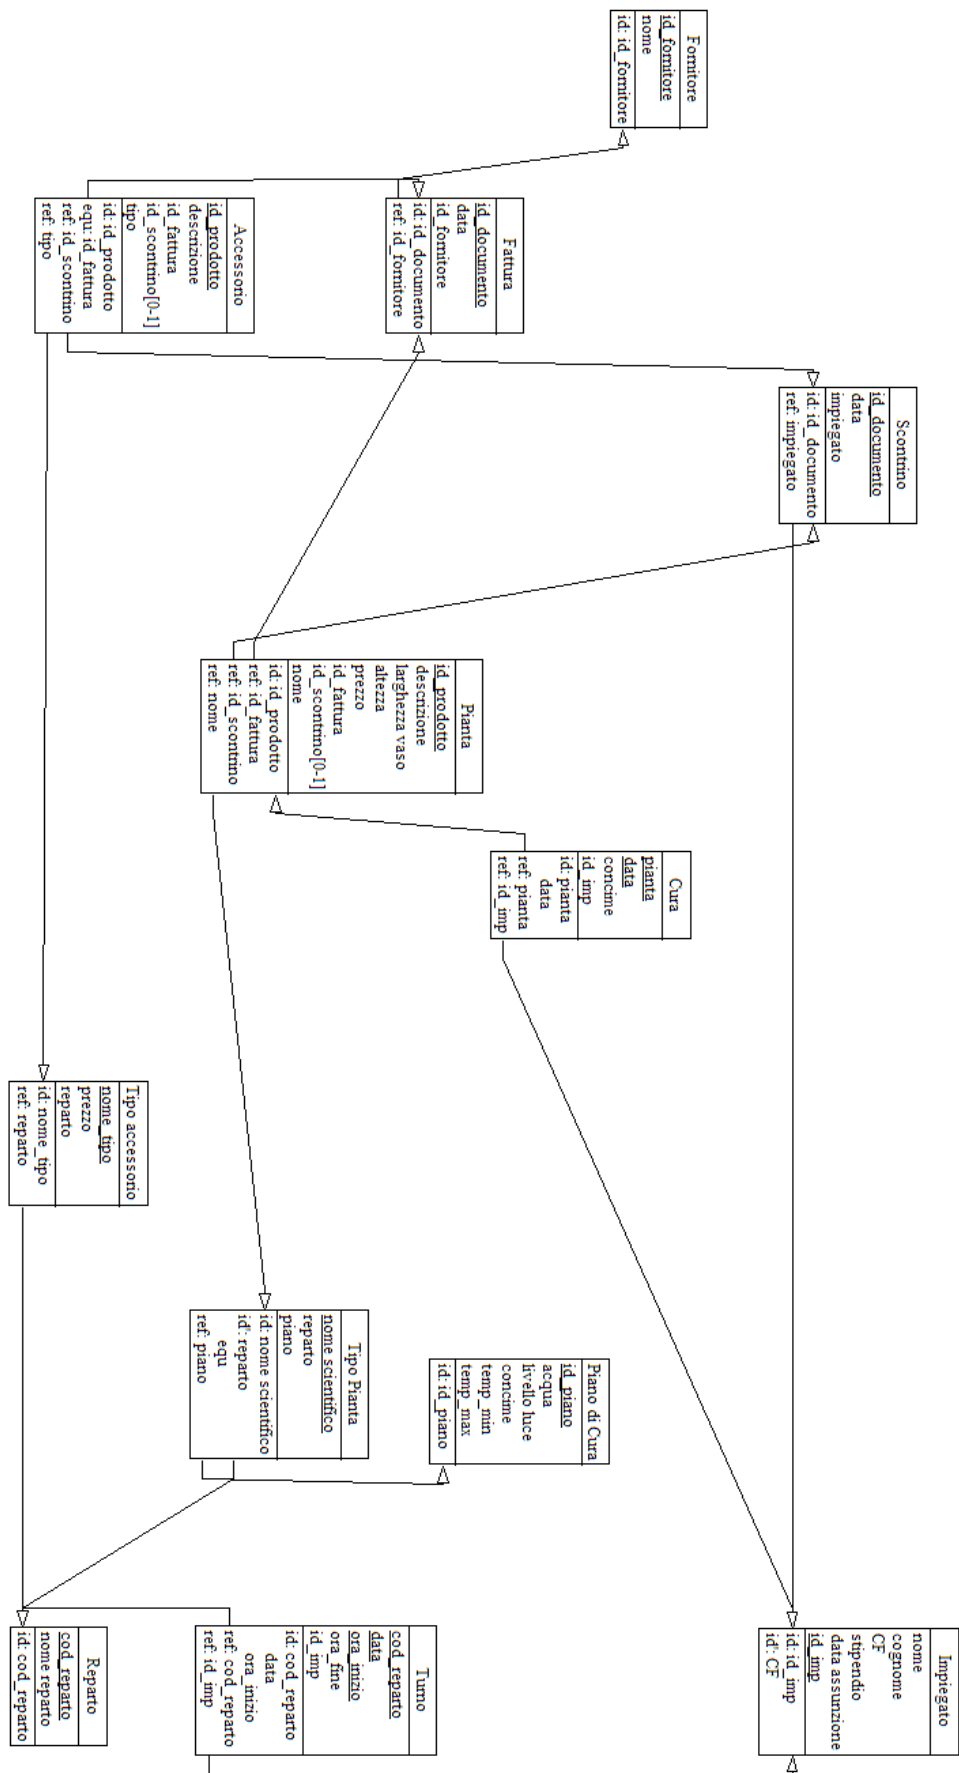 Fornitore
id_fornitore
nome
id: id_fornitore
Fattura
id_documento
data
id_fornitore
id: id_documento
ref: id_fornitore
Accessorio
id_prodotto
descrizione
id_fattura
id_scontrino[0-1]
tipo
id: id_prodotto
equ: id_fattura
ref: id_scontrino
ref: tipo
Scontrino
id_documento
data
impiegato
id: id_documento
ref: impiegato
Pianta
id_prodotto
descrizione
larghezza vaso
altezza
prezzo
id_fattura
id_scontrino[0-1]
nome
id: id_prodotto
ref: id_fattura
ref: id_scontrino
ref: nome
Cura
pianta
data
concime
id_imp
id: pianta
data
ref: pianta
ref: id_imp
Tipo accessorio
nome_tipo
prezzo
reparto
id: nome_tipo
ref: reparto
Tipo Pianta
nome scientifico
reparto
piano
id: nome scientifico
id': reparto
equ
ref: piano
Piano di Cura
id_piano
acqua
livello luce
concime
temp_min
temp_max
id: id_piano
Impiegato
nome
cognome
CF
stipendio
data assunzione
id_imp
id: id_imp
id': CF
Turno
cod_reparto
data
ora_inizio
ora_fine
id_imp
id: cod_reparto
data
ora_inizio
ref: cod_reparto
ref: id_imp
Reparto
cod_reparto
nome reparto
id: cod_reparto